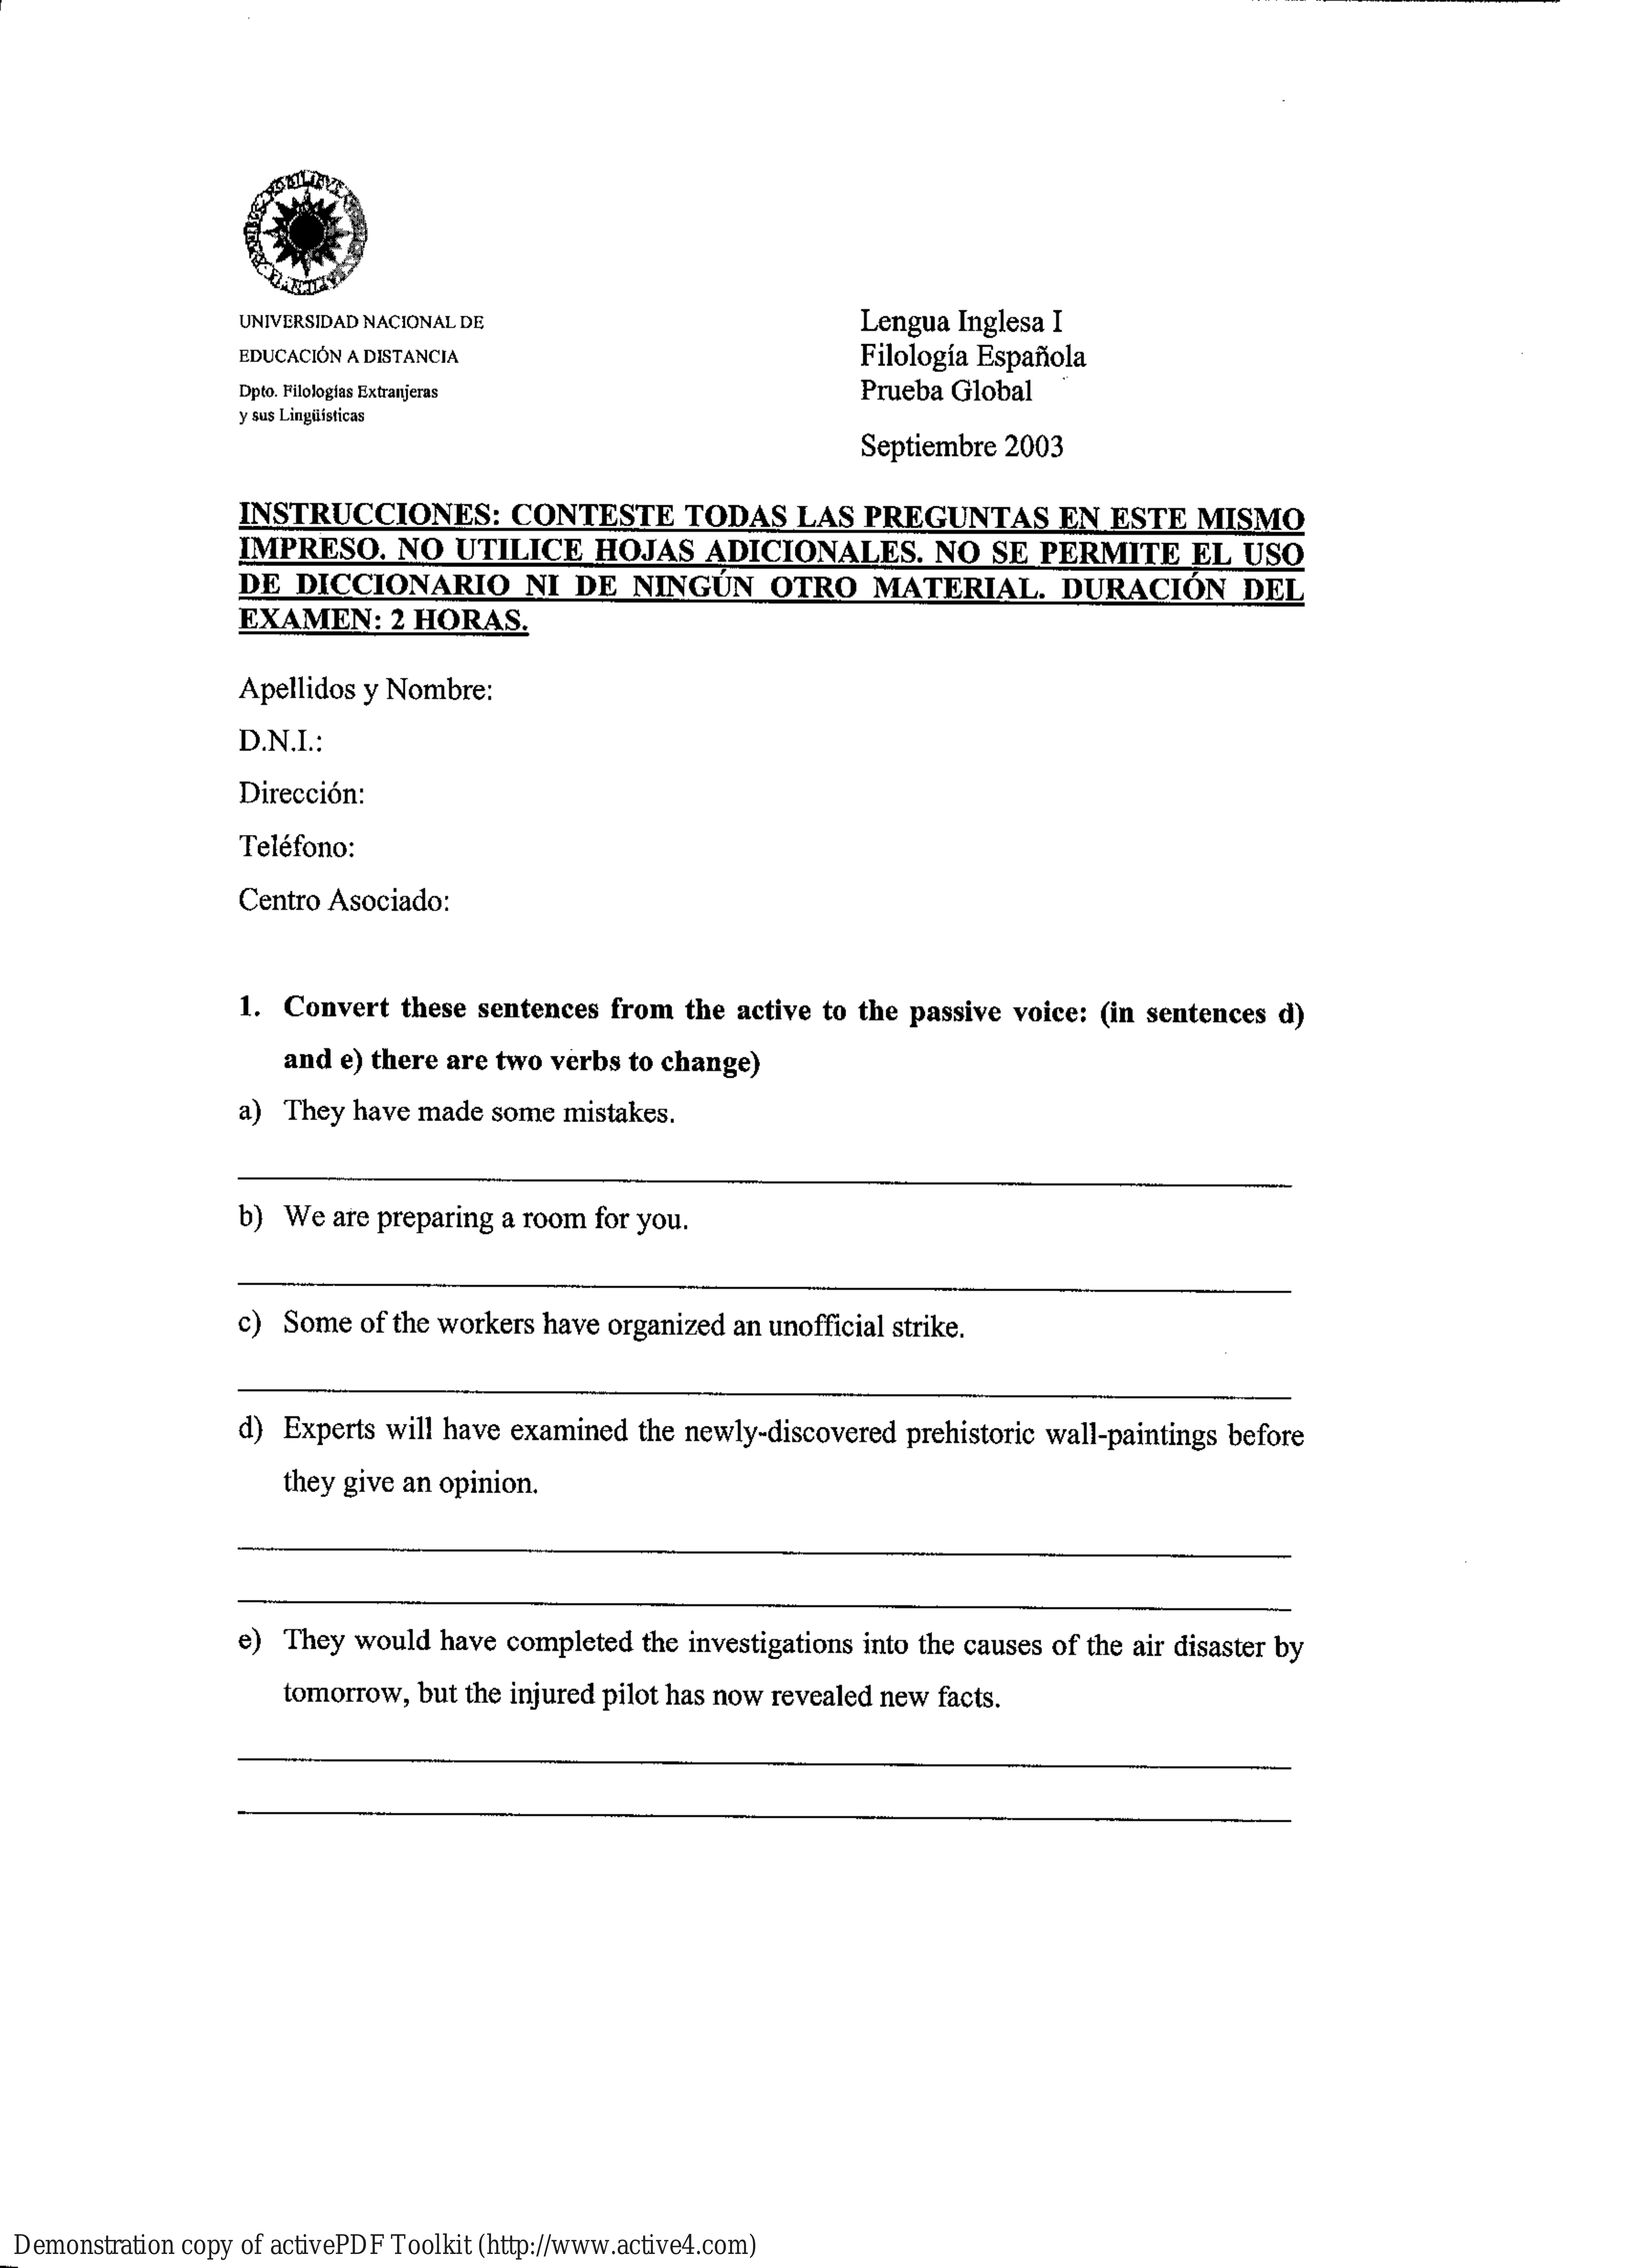 UNIVERSIDAD NACIONAL DE
EDUCACIÓN A DISTANCIA
Dpto. Filologías Extranjeras
y sus Lingüísticas
Lengua Inglesa I
Filología Española
Prueba Global
Septiembre 2003
INSTRUCCIONES: CONTESTE TODAS LAS PREGUNTAS EN ESTE MISMO
IMPRESO. NO UTILICE HOJAS ADICIONALES. NO SE PERMITE EL USO
DE DICCIONARIO NI DE NINGÚN OTRO MATERIAL. DURACIÓN DEL
EXAMEN: 2 HORAS.
Apellidos y Nombre:
D.N.I.:
Dirección:
Teléfono:
Centro Asociado:
1. Convert these sentences from the active to the passive voice: (in sentences d)
and e) there are two verbs to change)
a) They have made some mistakes.
b) We are preparing a room for you.
c) Some of the workers have organized an unofficial strike.
d) Experts will have examined the newly-discovered prehistoric wall-paintings before
they give an opinion.
e) They would have completed the investigations into the causes of the air disaster by
tomorrow, but the injured pilot has now revealed new facts.
Demonstration copy of activePDF Toolkit (http://www.active4.com)